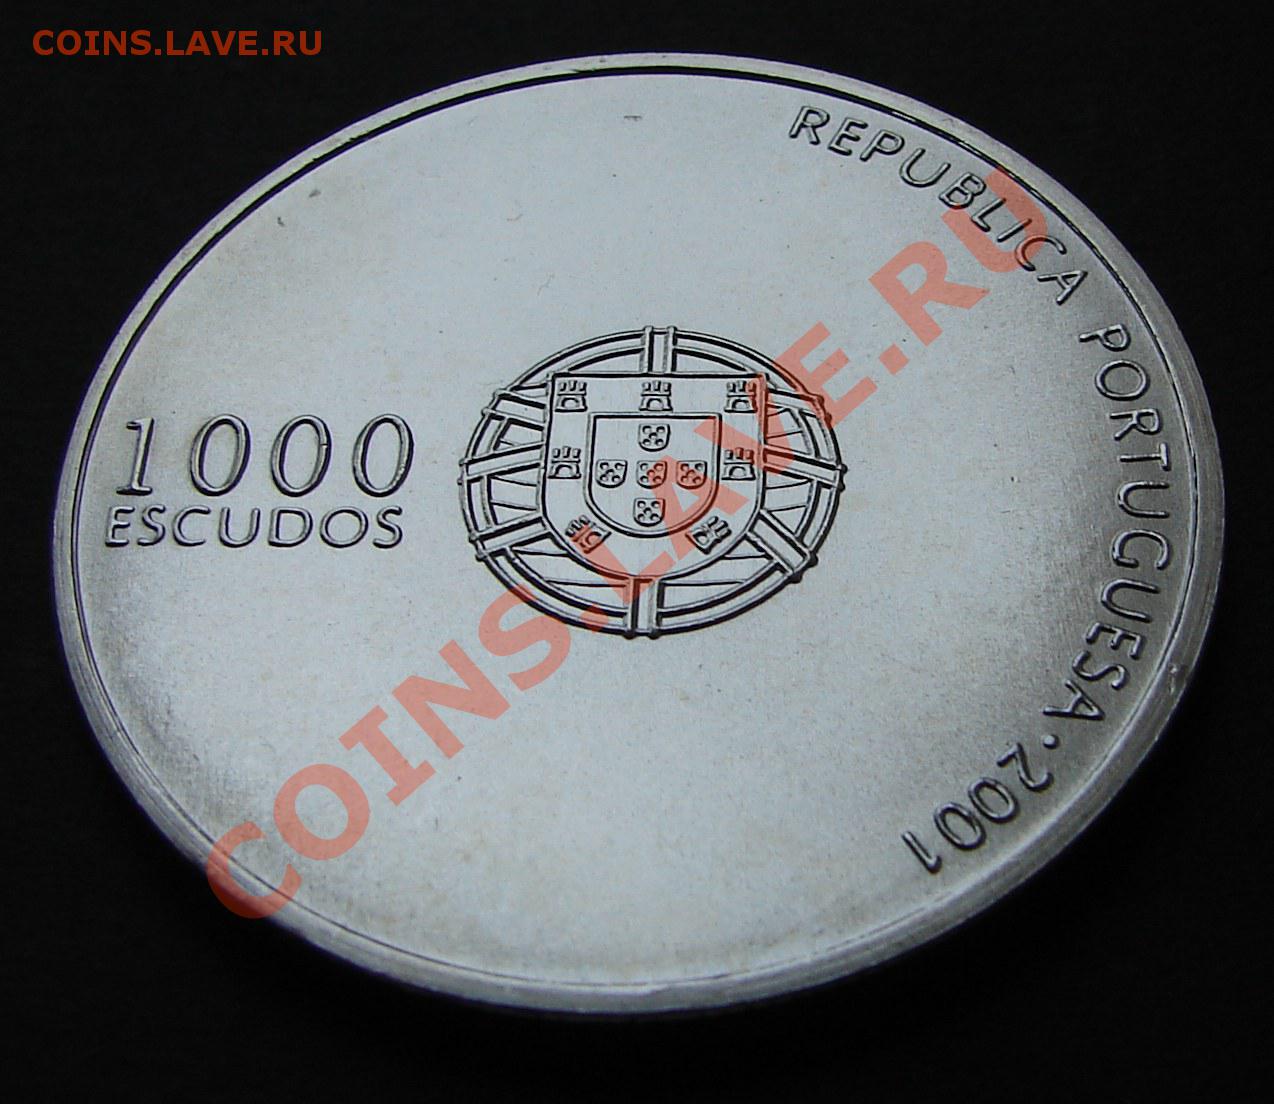 COINS.LAVE.RU
REPUBLICA PORTUGUESA · 2001
1000
ESCUDOS
COINS.LAVE.RU